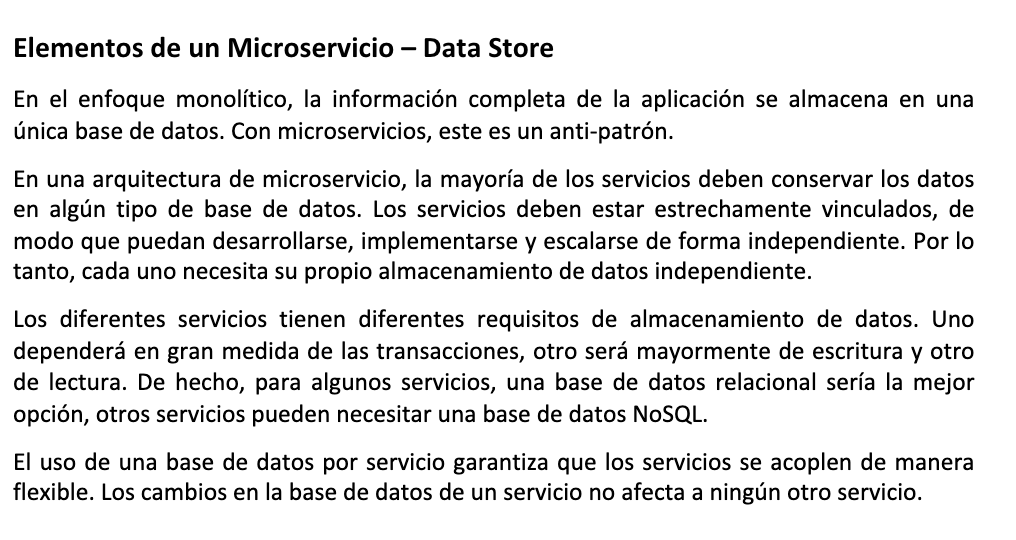 Elementos de un Microservicio – Data Store
En el enfoque monolítico, la información completa de la aplicación se almacena en una
única base de datos. Con microservicios, este es un anti-patrón.
En una arquitectura de microservicio, la mayoría de los servicios deben conservar los datos
en algún tipo de base de datos. Los servicios deben estar estrechamente vinculados, de
modo que puedan desarrollarse, implementarse y escalarse de forma independiente. Por lo
tanto, cada uno necesita su propio almacenamiento de datos independiente.
Los diferentes servicios tienen diferentes requisitos de almacenamiento de datos. Uno
dependerá en gran medida de las transacciones, otro será mayormente de escritura y otro
de lectura. De hecho, para algunos servicios, una base de datos relacional sería la mejor
opción, otros servicios pueden necesitar una base de datos NoSQL.
El uso de una base de datos por servicio garantiza que los servicios se acoplen de manera
flexible. Los cambios en la base de datos de un servicio no afecta a ningún otro servicio.